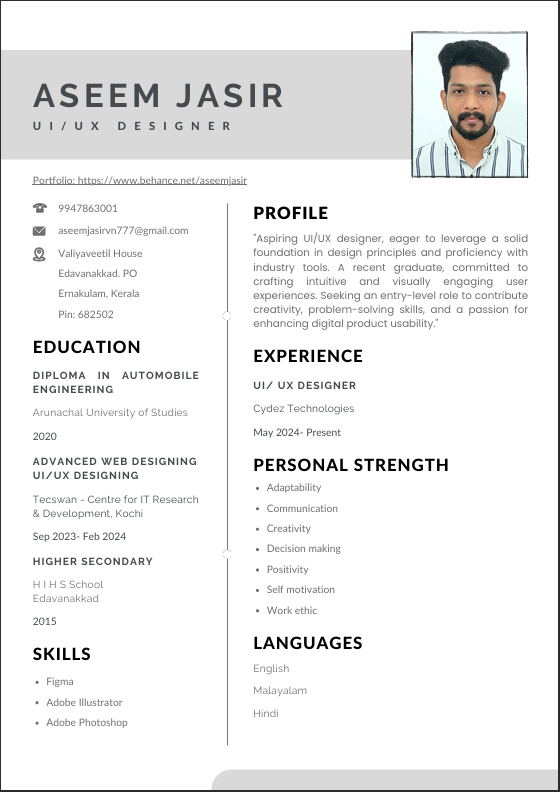 ASEEM JASIR
UI/UX DESIGNER
Portfolio: https://www.behance.net/aseemjasir
9947863001
aseemjasirvn777@gmail.com
Valiyaveetil House
Edavanakkad. PO
Ernakulam, Kerala
Pin: 682502
EDUCATION
DIPLOMA IN AUTOMOBILE
ENGINEERING
Arunachal University of Studies
2020
ADVANCED WEB DESIGNING
UI/UX DESIGNING
Tecswan - Centre for IT Research
& Development, Kochi
Sep 2023- Feb 2024
HIGHER SECONDARY
H I H S School
Edavanakkad
2015
SKILLS
• Figma
• Adobe Illustrator
• Adobe Photoshop
PROFILE
"Aspiring UI/UX designer, eager to leverage a solid
foundation in design principles and proficiency with
industry tools. A recent graduate, committed to
crafting intuitive and visually engaging user
experiences. Seeking an entry-level role to contribute
creativity, problem-solving skills, and a passion for
enhancing digital product usability."
EXPERIENCE
UI/ UX DESIGNER
Cydez Technologies
May 2024- Present
PERSONAL STRENGTH
• Adaptability
• Communication
• Creativity
• Decision making
• Positivity
• Self motivation
• Work ethic
LANGUAGES
English
Malayalam
Hindi